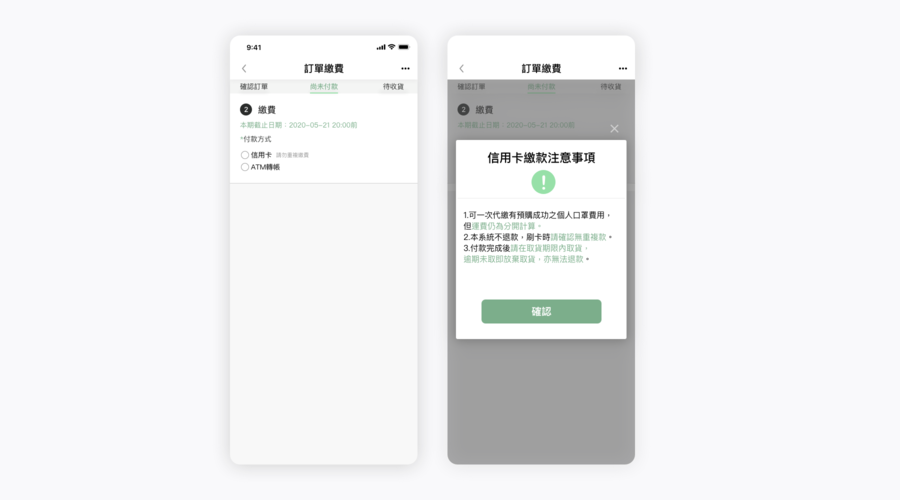 9:41
訂單繳費
確認訂單
尚未付款
待收貨
2 繳費
本期截止日期：2020-05-21 20:00前
*付款方式
信用卡 請勿重複繳費
ATM轉帳
訂單繳費
確認訂單
尚未付款
待收貨
2 繳費
本期截止日期：2020-05-21 20:00前
信用卡繳款注意事項
!
1.可一次代繳有預購成功之個人口罩費用，
但運費仍為分開計算。
2.本系統不退款，刷卡時請確認無重複款。
3.付款完成後請在取貨期限內取貨，
逾期未取即放棄取貨，亦無法退款。
確認